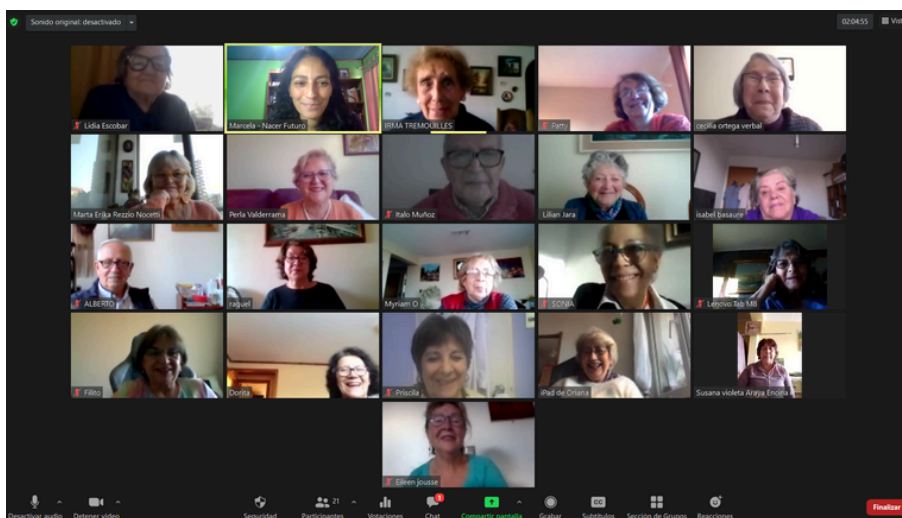 Sonido original: desactivado
02:04:55
Vist
Lidia Escobar
Marcela - Nacer Futuro
IRMA TREMOUILLES
Patty
cecilia ortega verbal
Marta Erika Rezzio Nocetti
Perla Valderrama
Italo Muñoz
Lilian Jara
isabel basaure
ALBERTO
raquel
Myriam O
SONIA
Lenovo Tab M8
Filito
Dorita
Priscila
iPad de Oriana
Susana violeta Araya Encina
Eileen jousse
Desactivar audio
Detener video
Seguridad
21
Participantes
Votaciones
1
Chat
Compartir pantalla
Grabar
CC
Subtítulos
Sección de Grupos
Reacciones
Finalizar